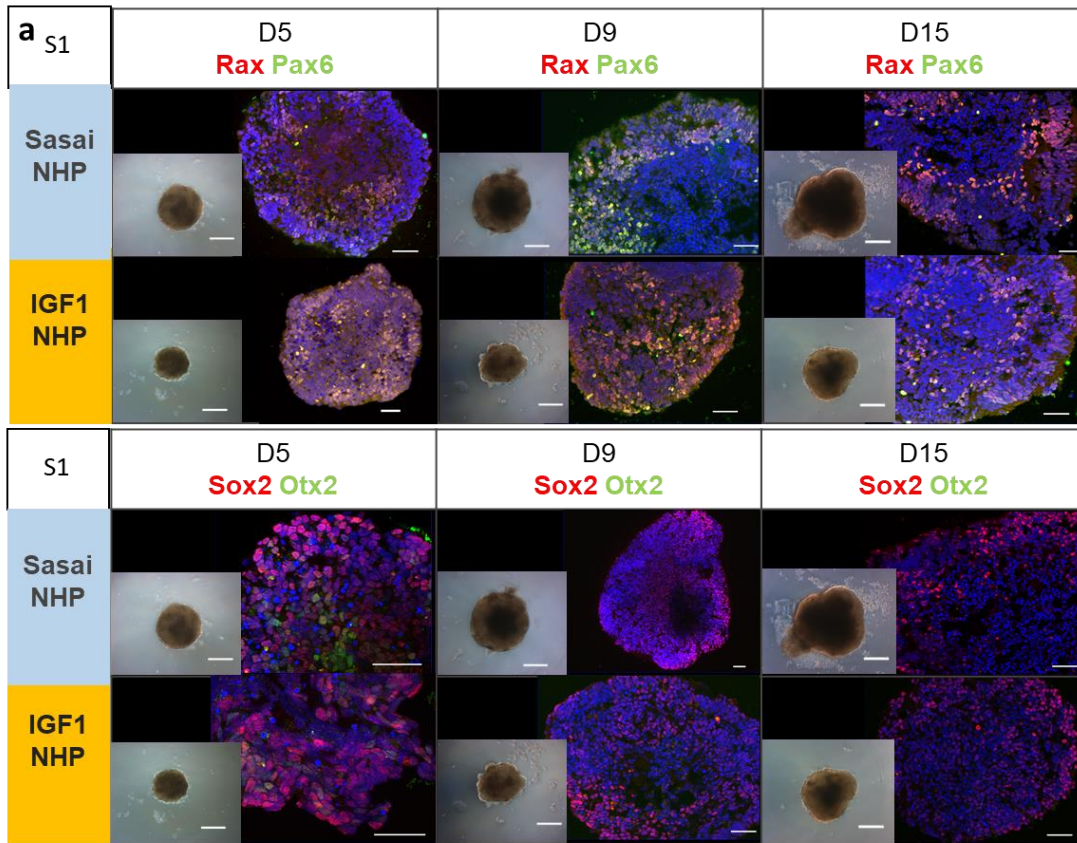 a S1 D5 D9 D15
Rax Pax6 Rax Pax6 Rax Pax6
Sasai
NHP
IGF1
NHP
S1 D5 D9 D15
Sox2 Otx2 Sox2 Otx2 Sox2 Otx2
Sasai
NHP
IGF1
NHP